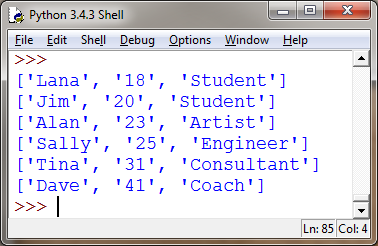 Python 3.4.3 Shell
File Edit Shell Debug Options Window Help
>>>
['Lana', '18', 'Student']
['Jim', '20', 'Student']
['Alan', '23', 'Artist']
['Sally', '25', 'Engineer']
['Tina', '31', 'Consultant']
['Dave', '41', 'Coach']
>>>
Ln: 85 Col: 4